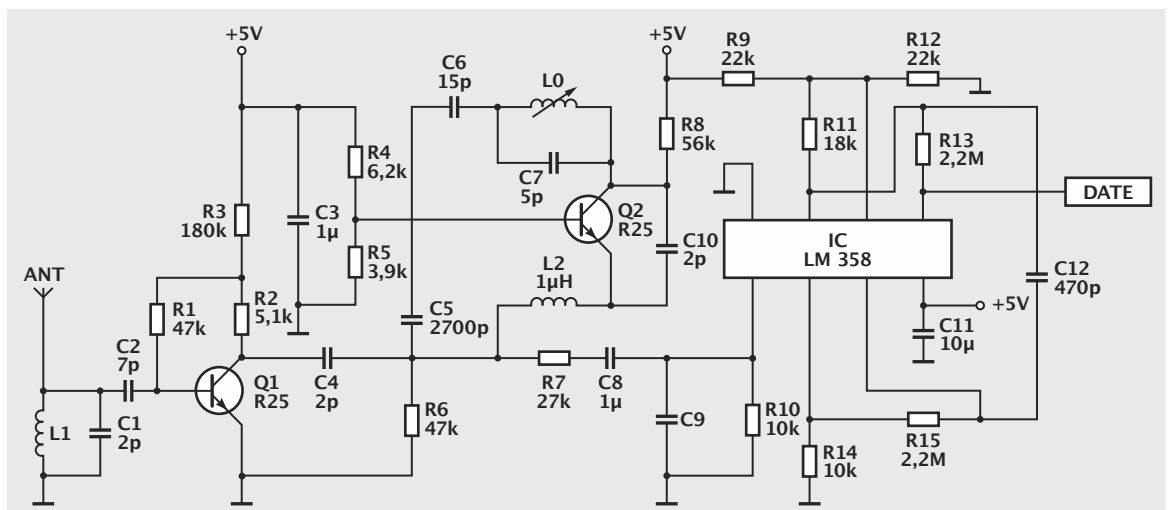 +5V
+5V
R9
22k
R12
22k
C6
15p
L0
R8
56k
R11
18k
R13
2,2M
R4
6,2k
C7
5p
DATE
R3
180k
C3
1µ
Q2
R25
C10
2p
IC
LM 358
R5
3,9k
ANT
L2
1µH
C12
470p
R1
47k
R2
5,1k
C5
2700p
+5V
C11
10µ
C2
7p
Q1
R25
C4
2p
R7
27k
C8
1µ
L1
C1
2p
R6
47k
C9
R10
10k
R14
10k
R15
2,2M